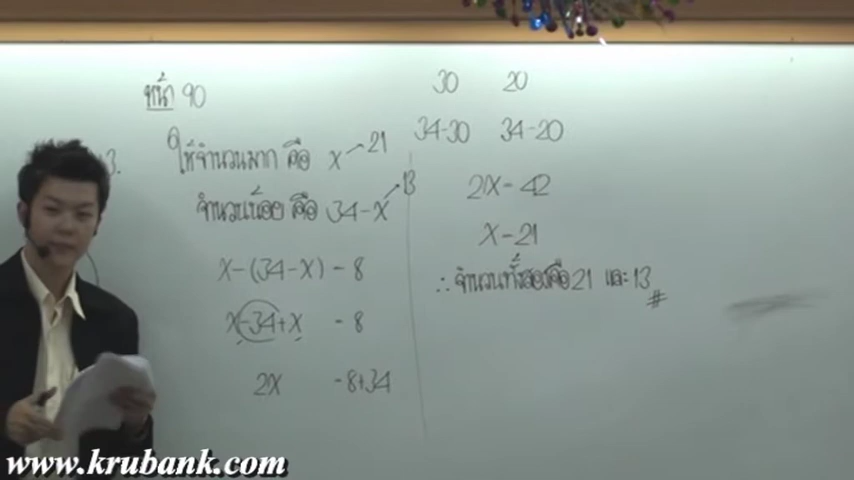 หน้า 90
3.
ให้จำนวนมาก คือ x 21
จำนวนน้อย คือ 34-x 13
x-(34-x) = 8
x-34+x = 8
2x = 8+34
30 20
34-30 34-20
2x = 42
x = 21
∴ จำนวนทั้งสองคือ 21 และ 13
#
www.krubank.com